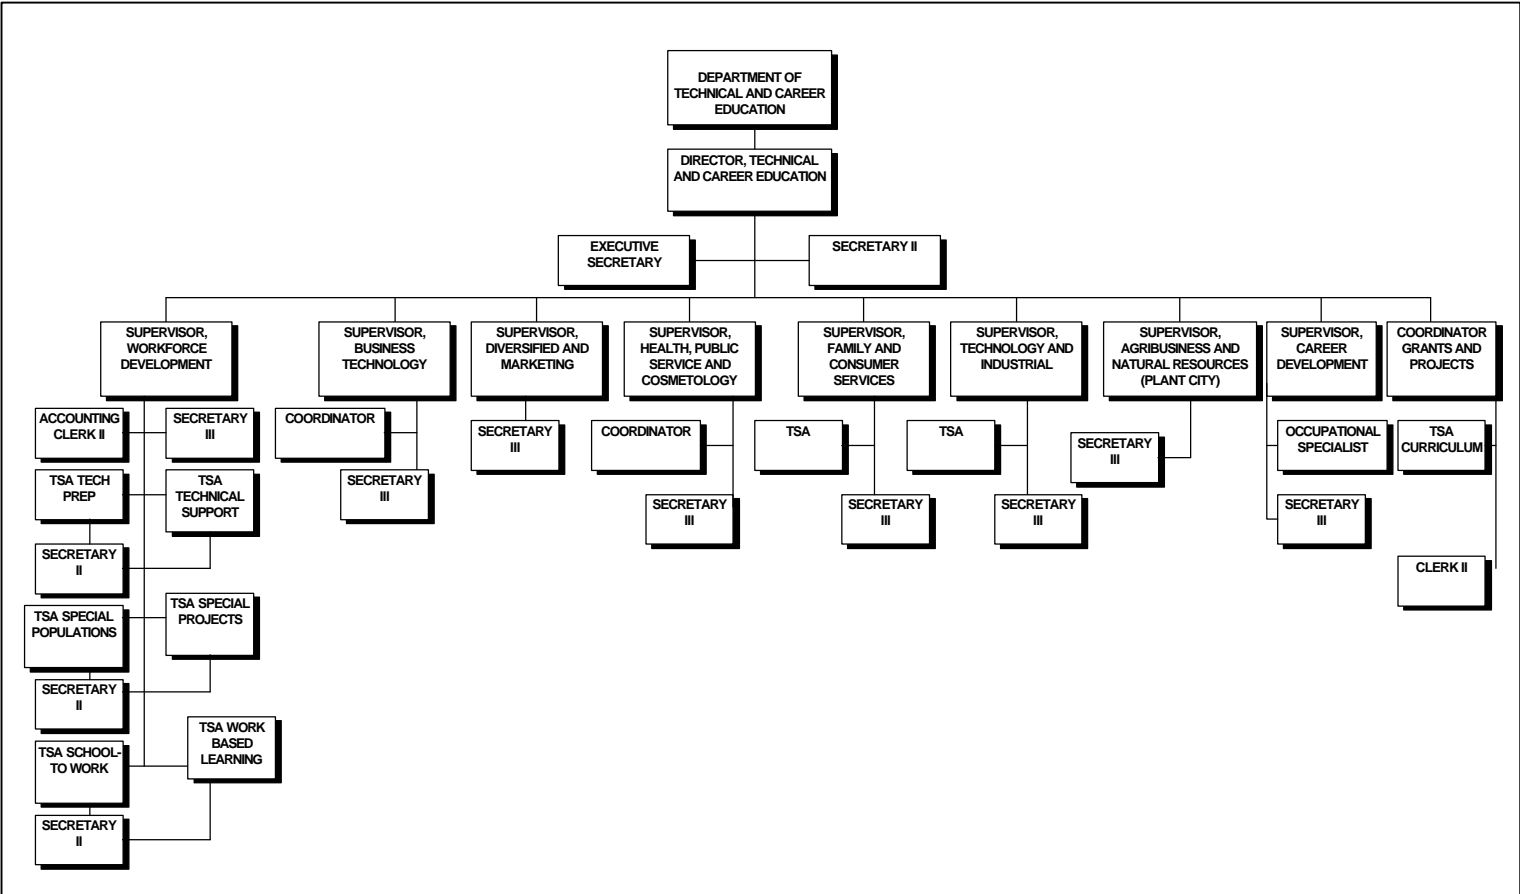 DEPARTMENT OF
TECHNICAL AND CAREER
EDUCATION
DIRECTOR, TECHNICAL
AND CAREER EDUCATION
EXECUTIVE
SECRETARY
SECRETARY II
SUPERVISOR,
WORKFORCE
DEVELOPMENT
SUPERVISOR,
BUSINESS
TECHNOLOGY
SUPERVISOR,
DIVERSIFIED AND
MARKETING
SUPERVISOR,
HEALTH, PUBLIC
SERVICE AND
COSMETOLOGY
SUPERVISOR,
FAMILY AND
CONSUMER
SERVICES
SUPERVISOR,
TECHNOLOGY AND
INDUSTRIAL
SUPERVISOR,
AGRIBUSINESS AND
NATURAL RESOURCES
(PLANT CITY)
SUPERVISOR,
CAREER
DEVELOPMENT
COORDINATOR
GRANTS AND
PROJECTS
ACCOUNTING
CLERK II
SECRETARY
III
COORDINATOR
SECRETARY
III
SECRETARY
III
COORDINATOR
SECRETARY
III
TSA
SECRETARY
III
TSA
SECRETARY
III
SECRETARY
III
OCCUPATIONAL
SPECIALIST
SECRETARY
III
TSA
CURRICULUM
CLERK II
TSA TECH
PREP
TSA
TECHNICAL
SUPPORT
SECRETARY
II
TSA SPECIAL
POPULATIONS
TSA SPECIAL
PROJECTS
SECRETARY
II
TSA SCHOOL-
TO WORK
TSA WORK
BASED
LEARNING
SECRETARY
II